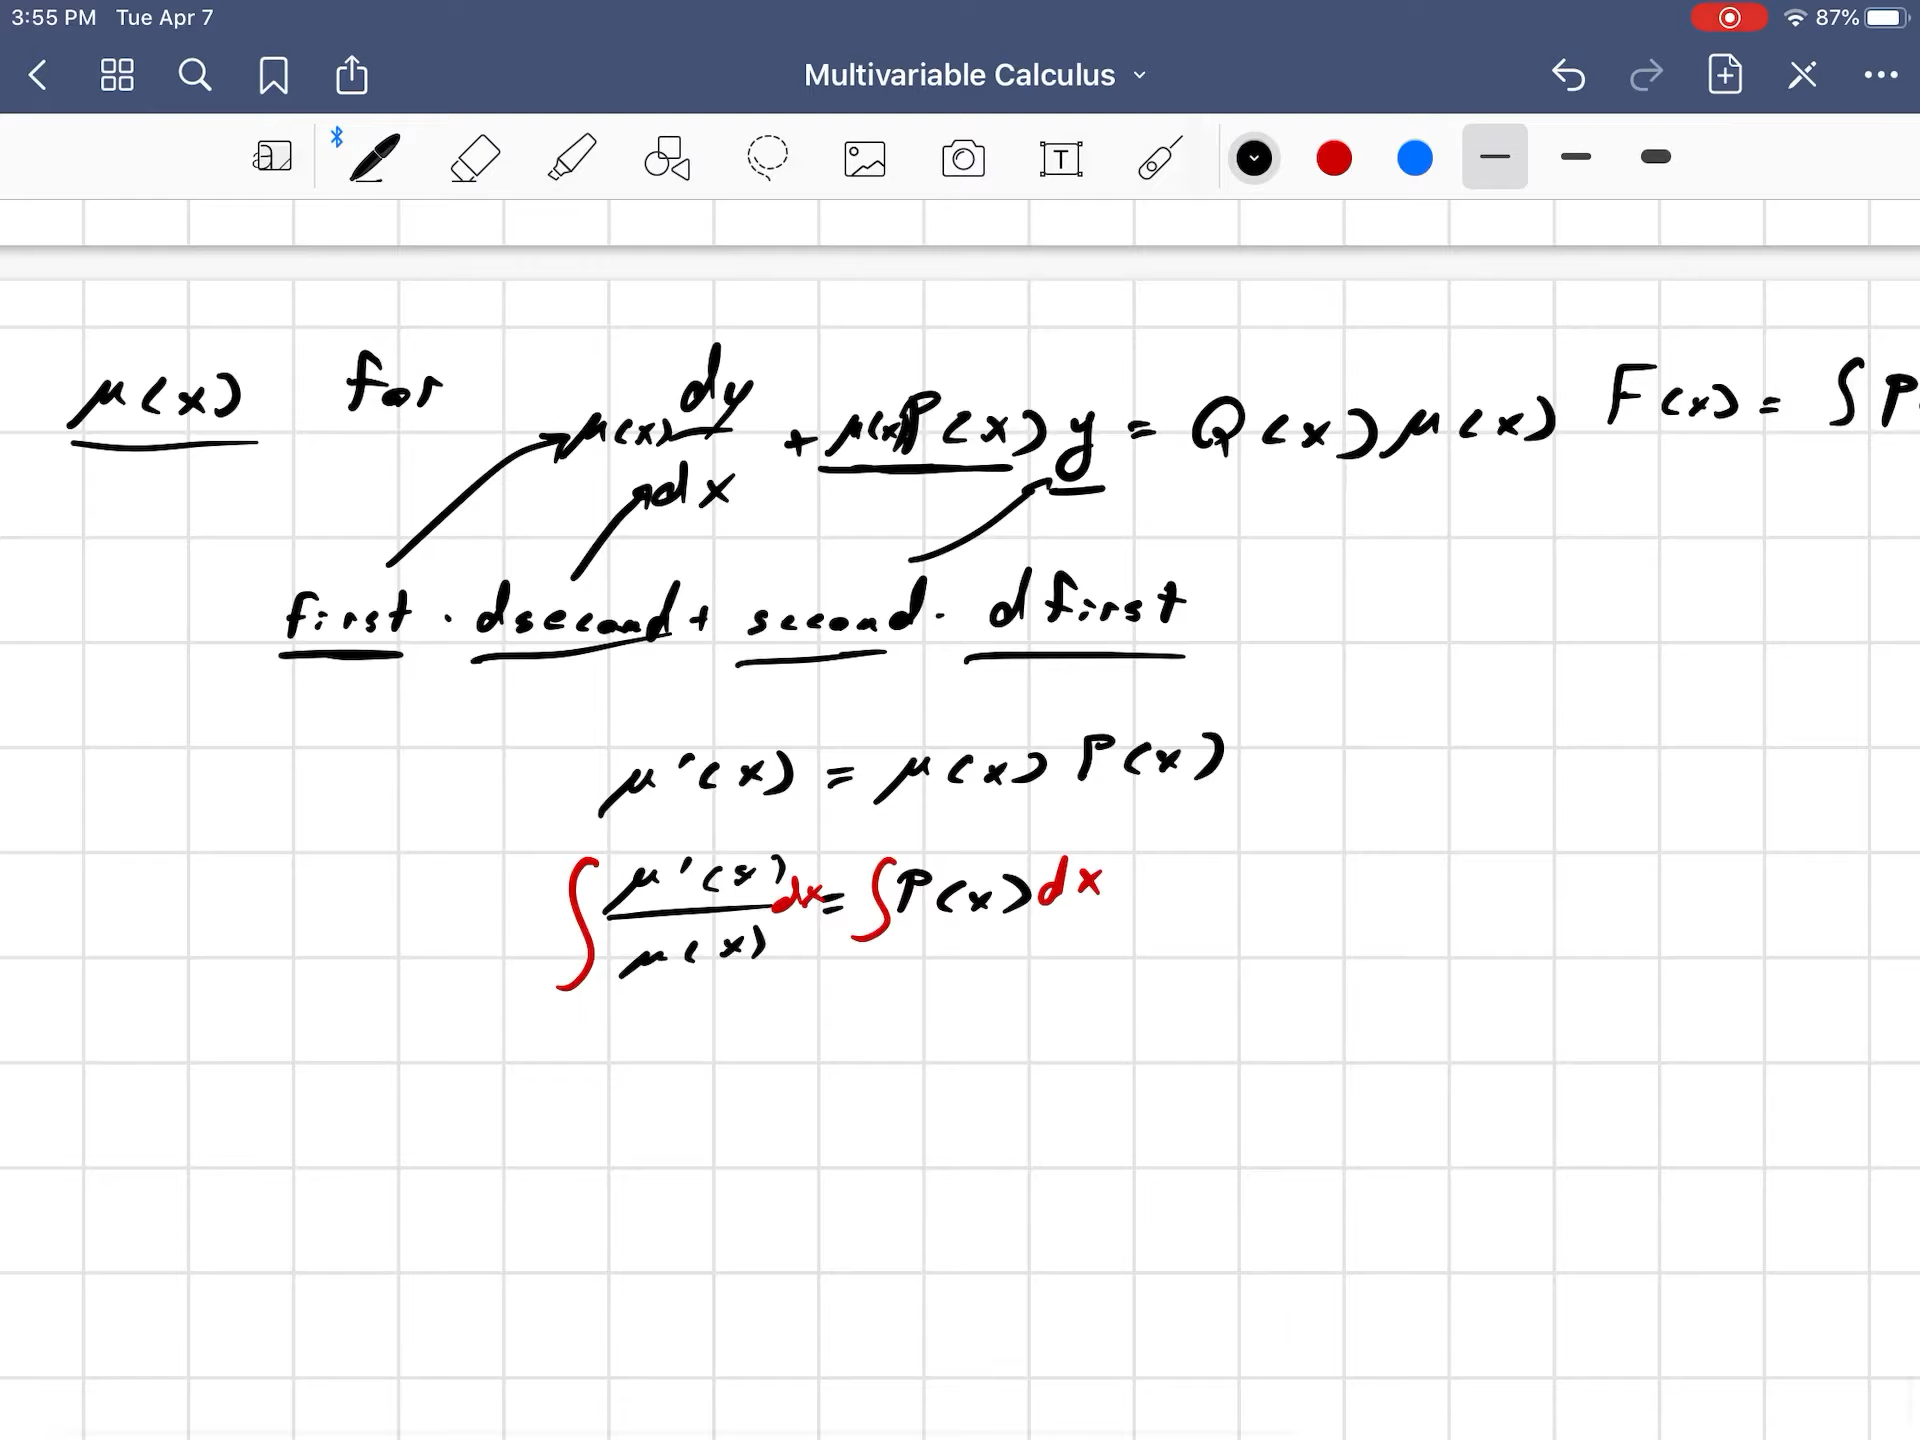 3:55 PM Tue Apr 7
87%
Multivariable Calculus
T
μ(x) for μ(x) dy/dx + μ(x)P(x)y = Q(x)μ(x) F(x) = ∫P
first · dsecond + second · dfirst
μ'(x) = μ(x)P(x)
∫ μ'(x)/μ(x) dx = ∫P(x)dx